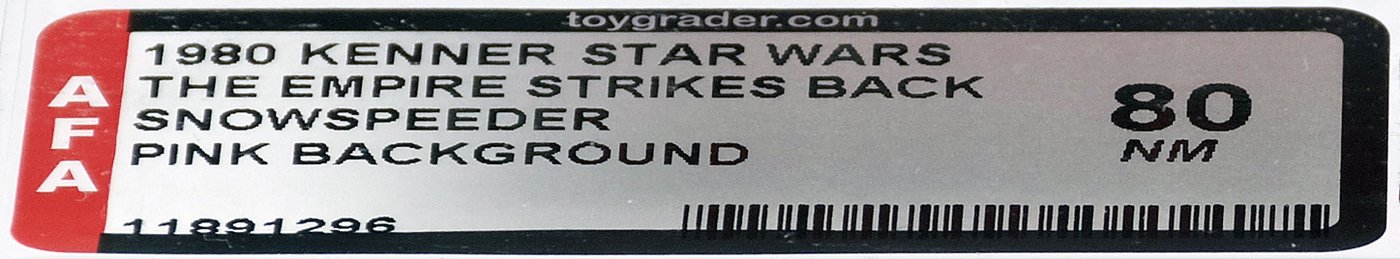 toygrader.com
AFA
1980 KENNER STAR WARS
THE EMPIRE STRIKES BACK
SNOWSPEEDER
PINK BACKGROUND
80
NM
11891296